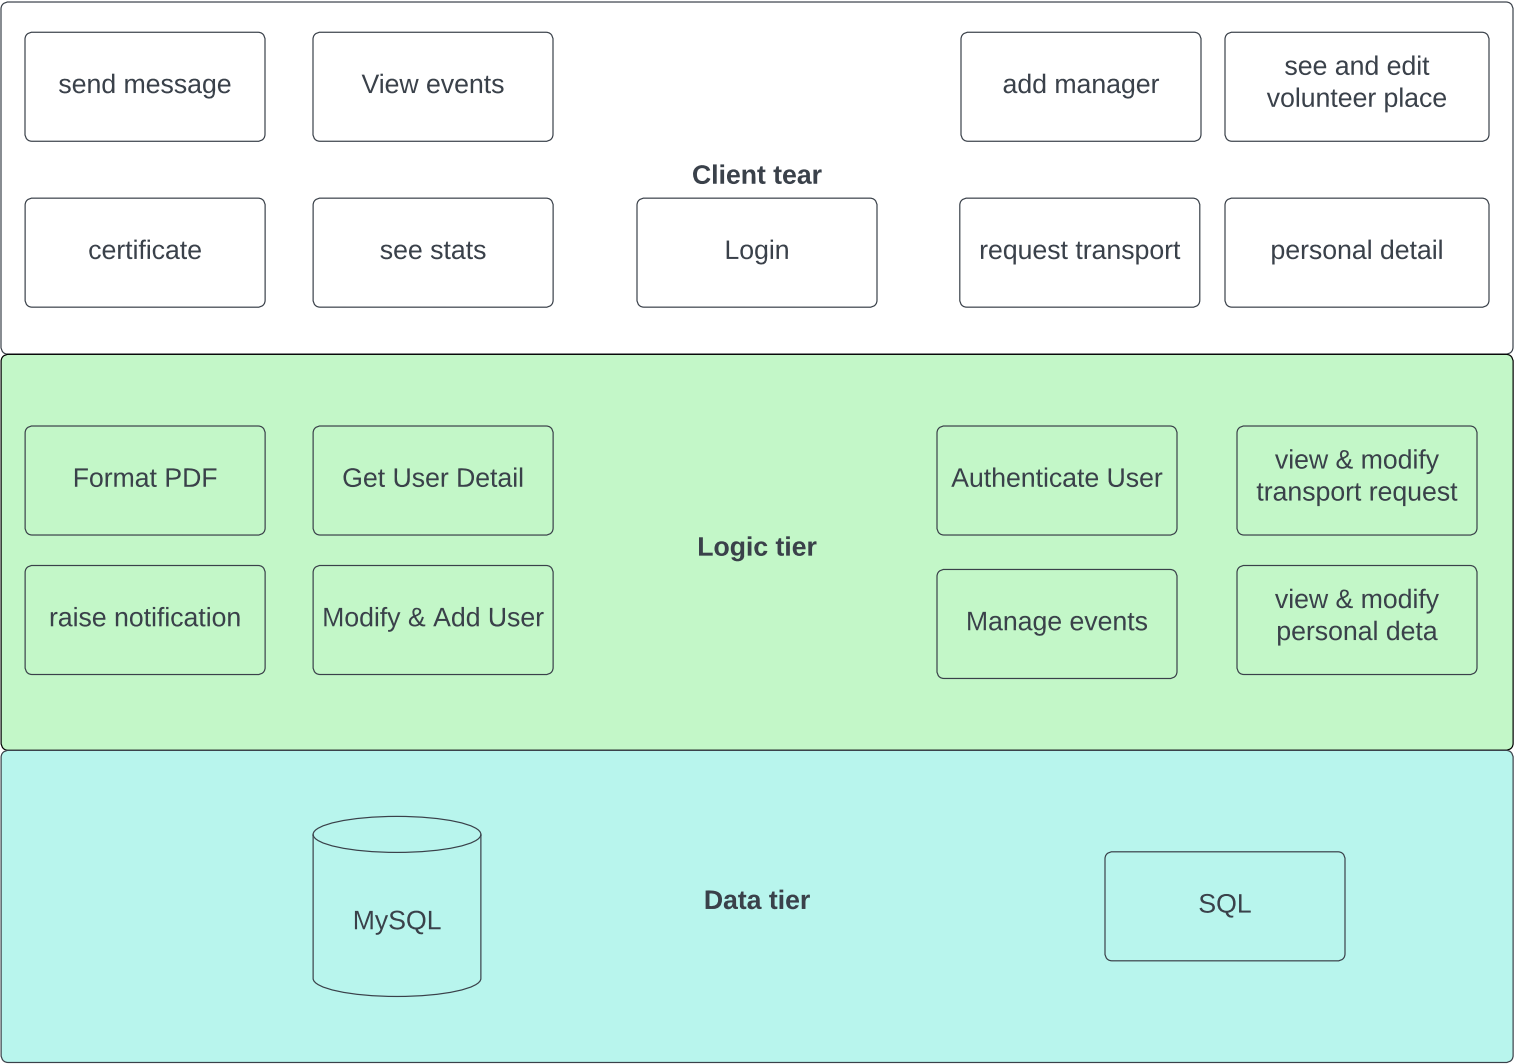 send message
View events
add manager
see and edit
volunteer place
Client tear
certificate
see stats
Login
request transport
personal detail
Format PDF
Get User Detail
Authenticate User
view & modify
transport request
Logic tier
raise notification
Modify & Add User
Manage events
view & modify
personal deta
MySQL
Data tier
SQL